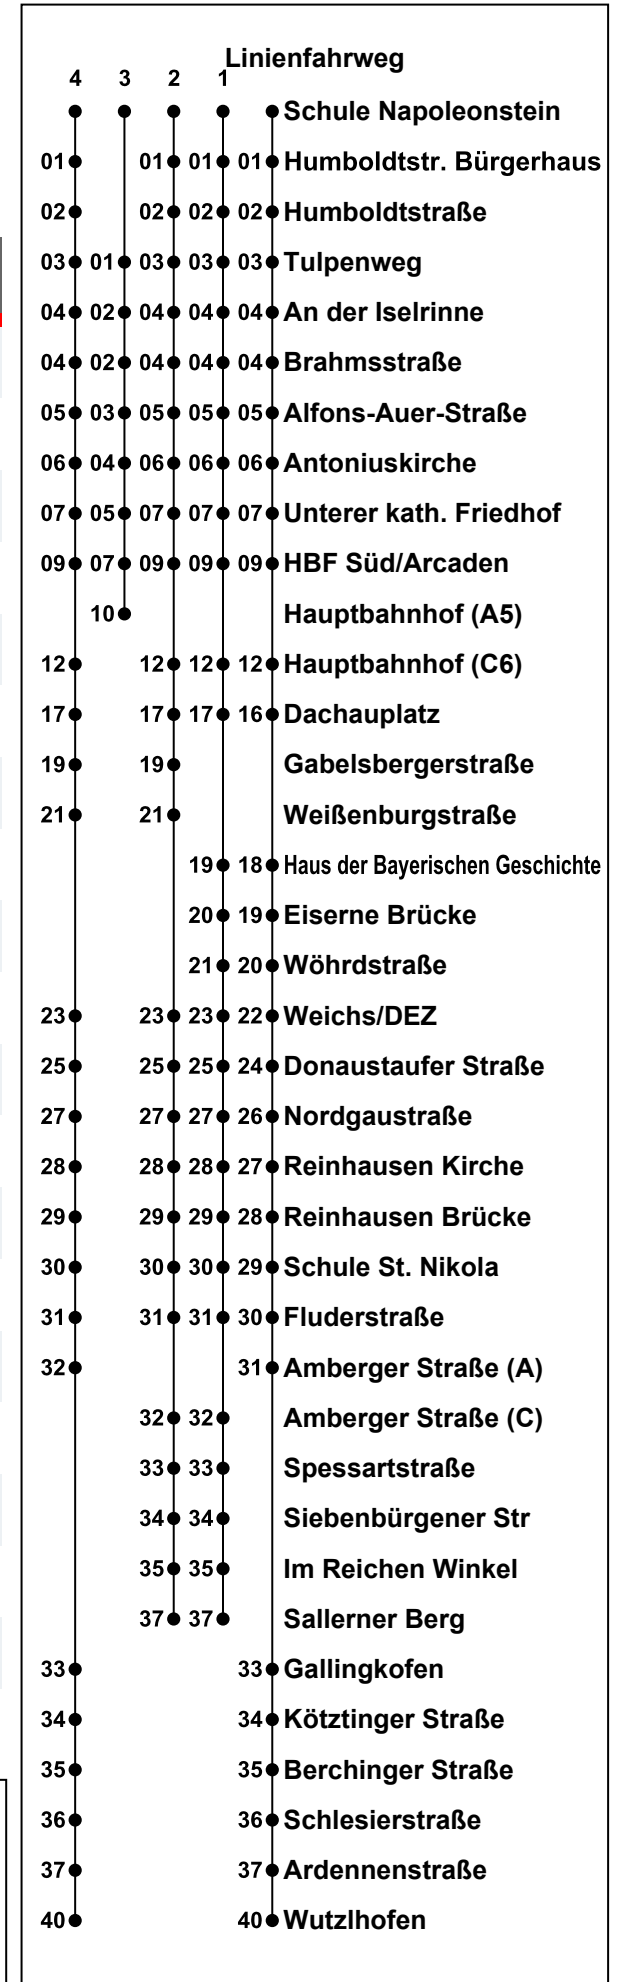 Linienfahrweg
4 3 2 1
Schule Napoleonstein
01 01 01 01 Humboldtstr. Bürgerhaus
02 02 02 02 Humboldtstraße
03 01 03 03 03 Tulpenweg
04 02 04 04 04 An der Iselrinne
04 02 04 04 04 Brahmsstraße
05 03 05 05 05 Alfons-Auer-Straße
06 04 06 06 06 Antoniuskirche
07 05 07 07 07 Unterer kath. Friedhof
09 07 09 09 09 HBF Süd/Arcaden
10 Hauptbahnhof (A5)
12 12 12 12 Hauptbahnhof (C6)
17 17 17 16 Dachauplatz
19 19 Gabelsbergerstraße
21 21 Weißenburgstraße
19 18 Haus der Bayerischen Geschichte
20 19 Eiserne Brücke
21 20 Wöhrdstraße
23 23 23 22 Weichs/DEZ
25 25 25 24 Donaustaufer Straße
27 27 27 26 Nordgaustraße
28 28 28 27 Reinhausen Kirche
29 29 29 28 Reinhausen Brücke
30 30 30 29 Schule St. Nikola
31 31 31 30 Fluderstraße
32 31 Amberger Straße (A)
32 32 Amberger Straße (C)
33 33 Spessartstraße
34 34 Siebenbürgener Str
35 35 Im Reichen Winkel
37 37 Sallerner Berg
33 33 Gallingkofen
34 34 Kötztinger Straße
35 35 Berchinger Straße
36 36 Schlesierstraße
37 37 Ardennenstraße
40 40 Wutzlhofen